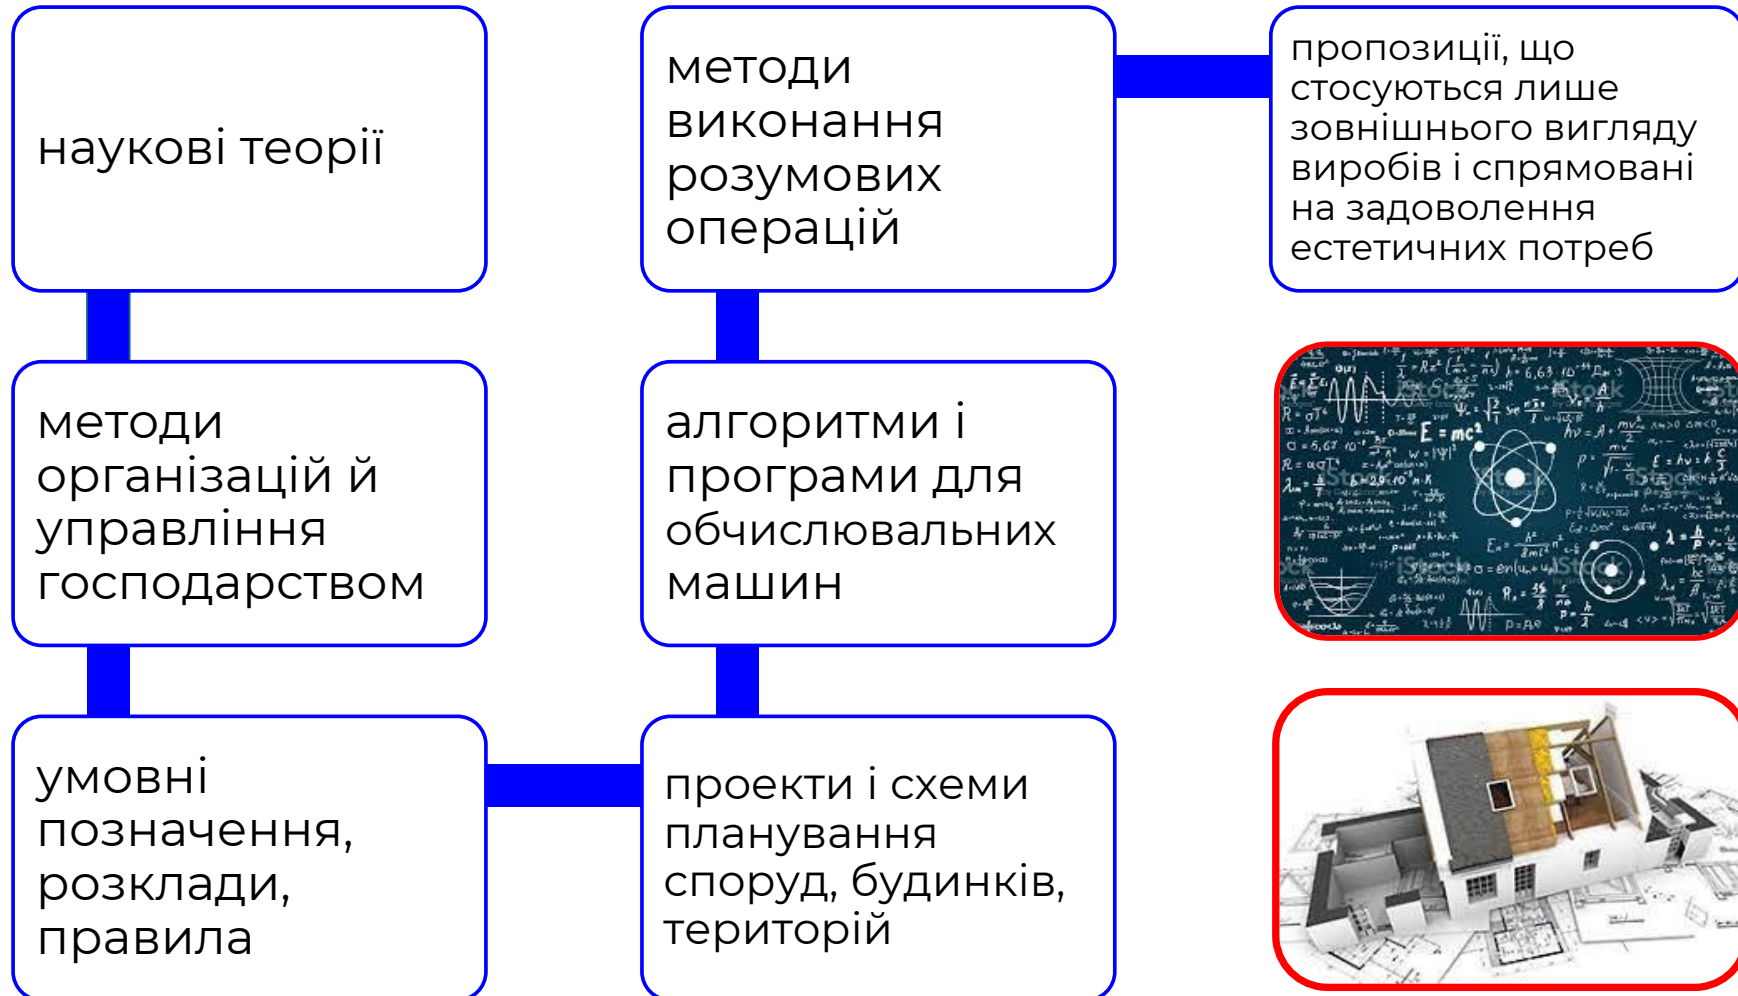 наукові теорії
методи
організацій й
управління
господарством
умовні
позначення,
розклади,
правила
проекти і схеми
планування
споруд, будинків,
територій
алгоритми і
програми для
обчислювальних
машин
методи
виконання
розумових
операцій
пропозиції, що
стосуються лише
зовнішнього вигляду
виробів і спрямовані
на задоволення
естетичних потреб
E = mc²
iStock